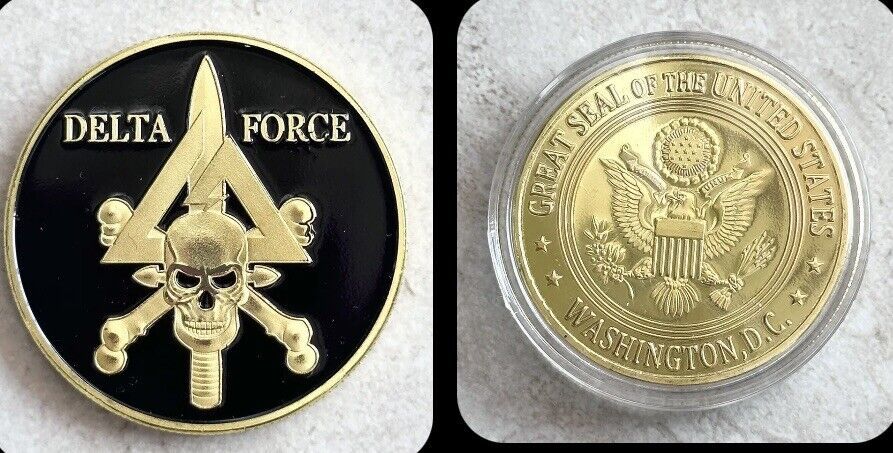 DELTA FORCE
GREAT SEAL OF THE UNITED STATES
WASHINGTON, D.C.